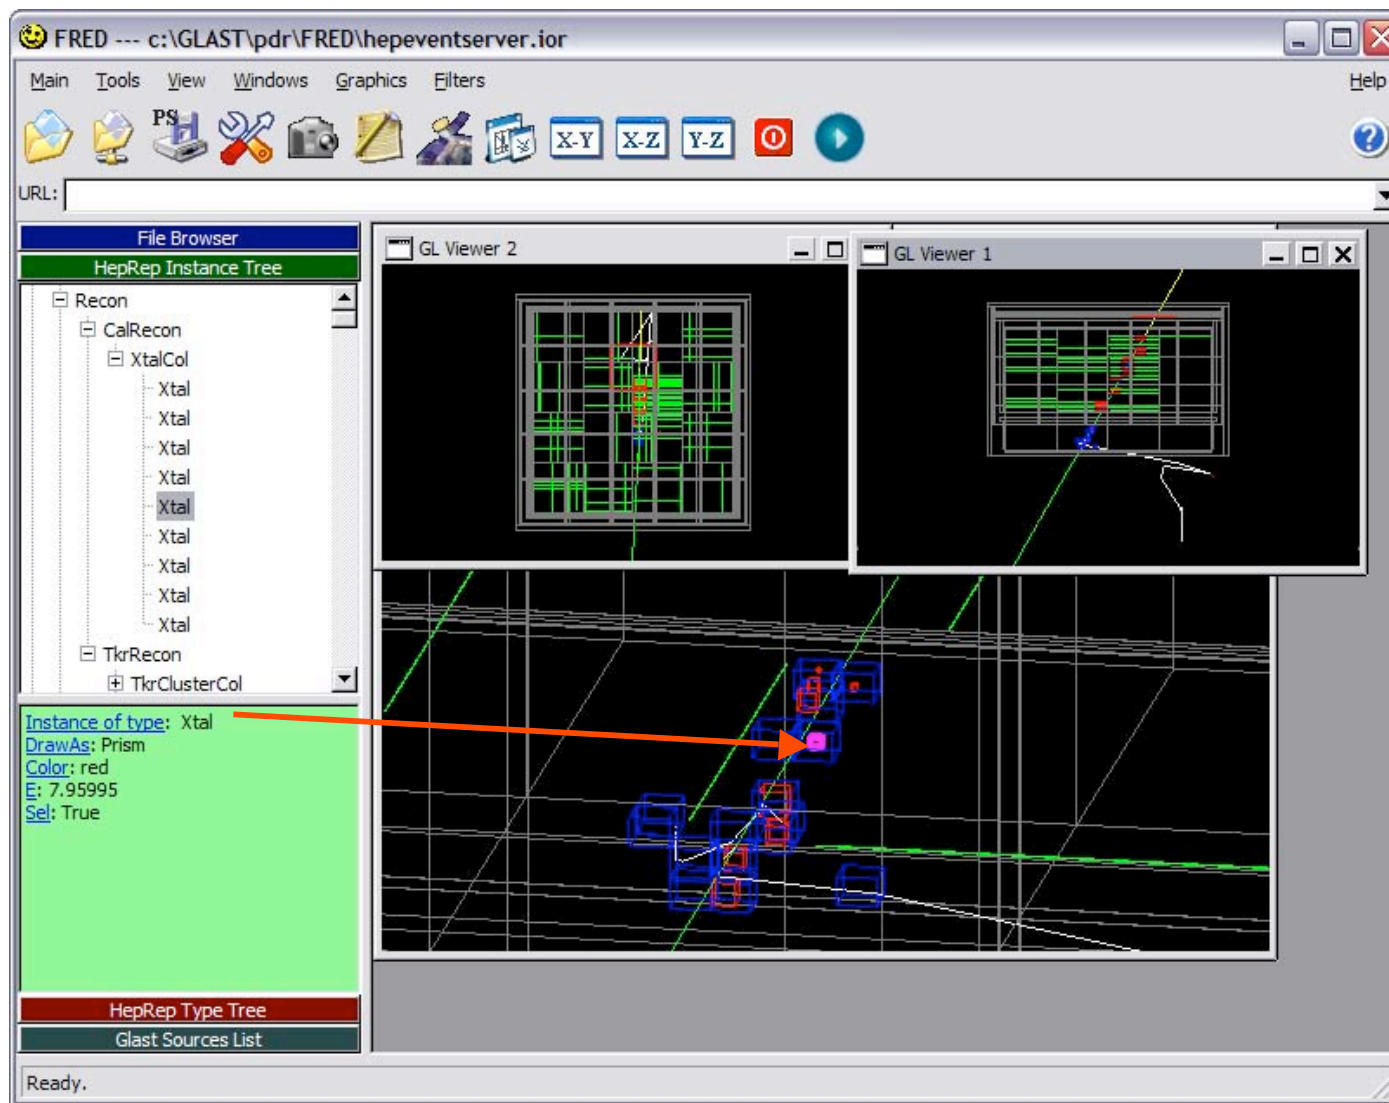 FRED --- c:\GLAST\pdr\FRED\hepeventserver.ior
Main Tools View Windows Graphics Filters Help
PS X-Y X-Z Y-Z ?
URL:
File Browser
HepRep Instance Tree
Recon
CalRecon
XtalCol
Xtal
Xtal
Xtal
Xtal
Xtal
Xtal
Xtal
Xtal
Xtal
TkrRecon
TkrClusterCol
Instance of type: Xtal
DrawAs: Prism
Color: red
E: 7.95995
Sel: True
HepRep Type Tree
Glast Sources List
GL Viewer 2
GL Viewer 1
Ready.